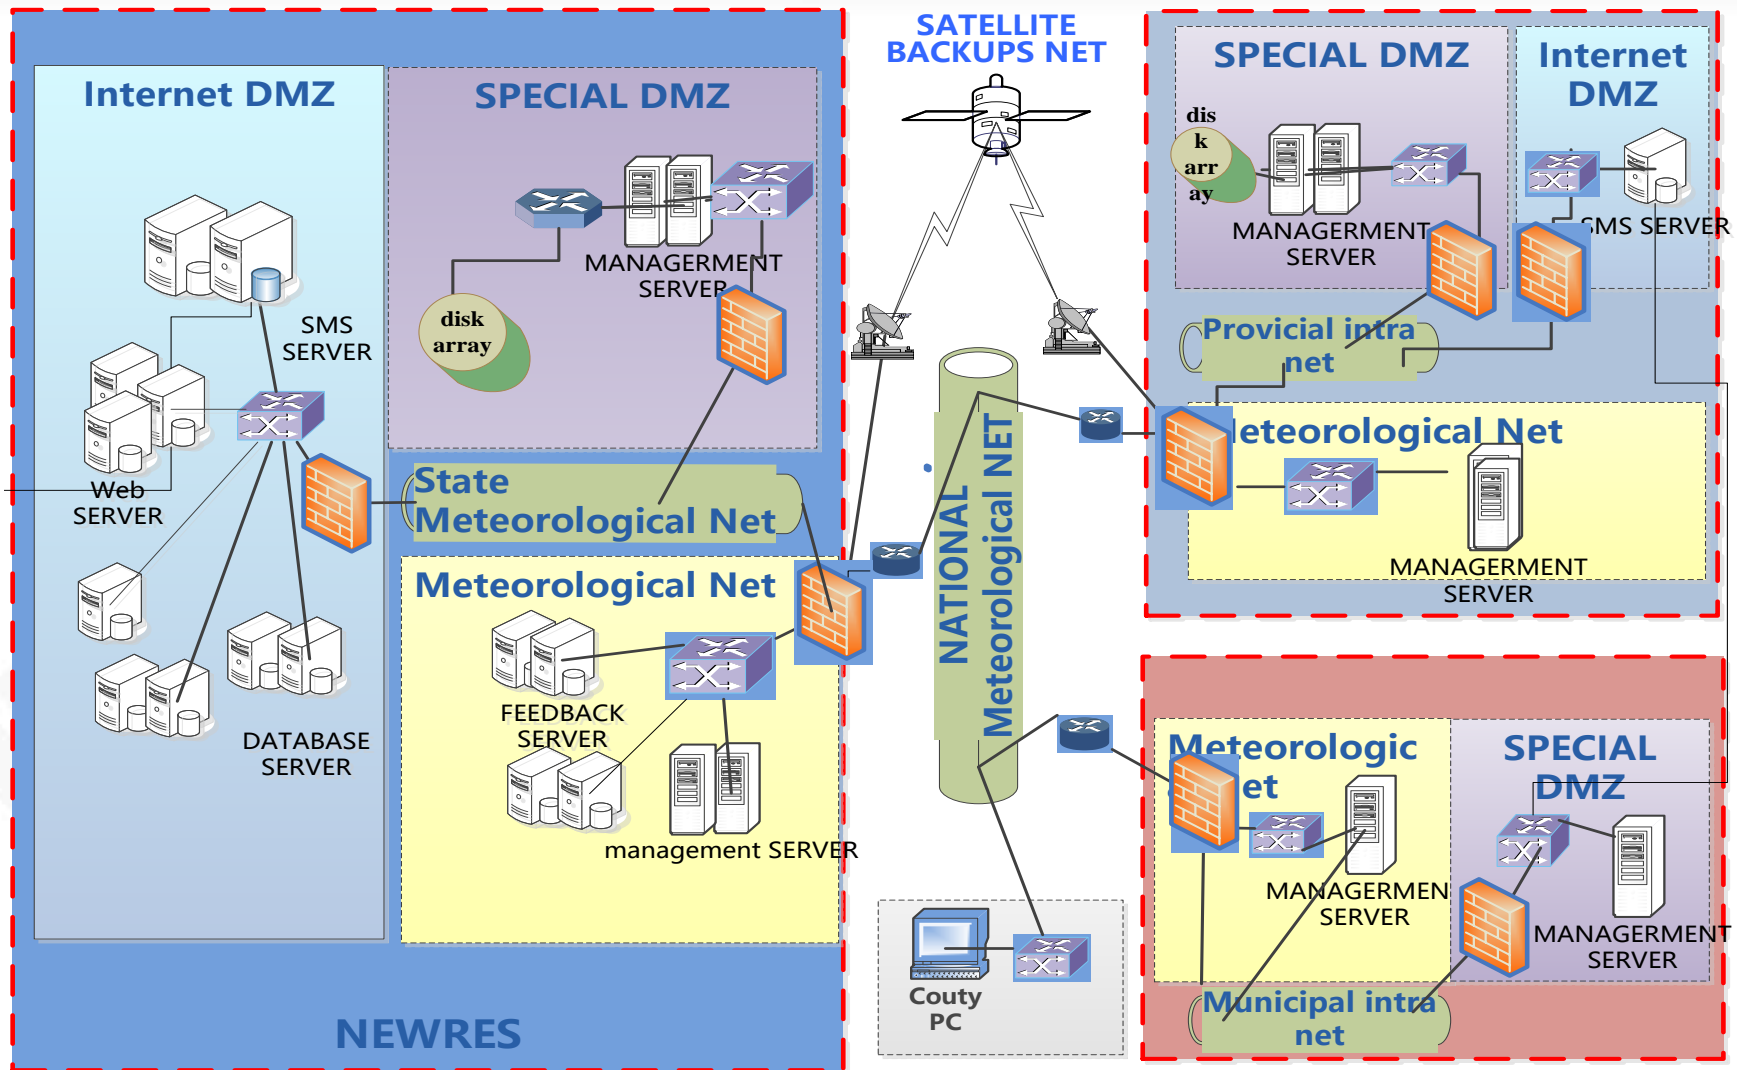 Internet DMZ
SMS
SERVER
Web
SERVER
DATABASE
SERVER
SPECIAL DMZ
MANAGERMENT
SERVER
disk
array
State
Meteorological Net
Meteorological Net
FEEDBACK
SERVER
management SERVER
NEWRES
SATELLITE
BACKUPS NET
NATIONAL
Meteorological NET
Couty
PC
SPECIAL DMZ
dis
k
arr
ay
MANAGERMENT
SERVER
Internet
DMZ
SMS SERVER
Provicial intra
net
eteorological Net
MANAGERMENT
SERVER
Meteorologic
et
MANAGERMEN
SERVER
SPECIAL
DMZ
MANAGERMENT
SERVER
Municipal intra
net